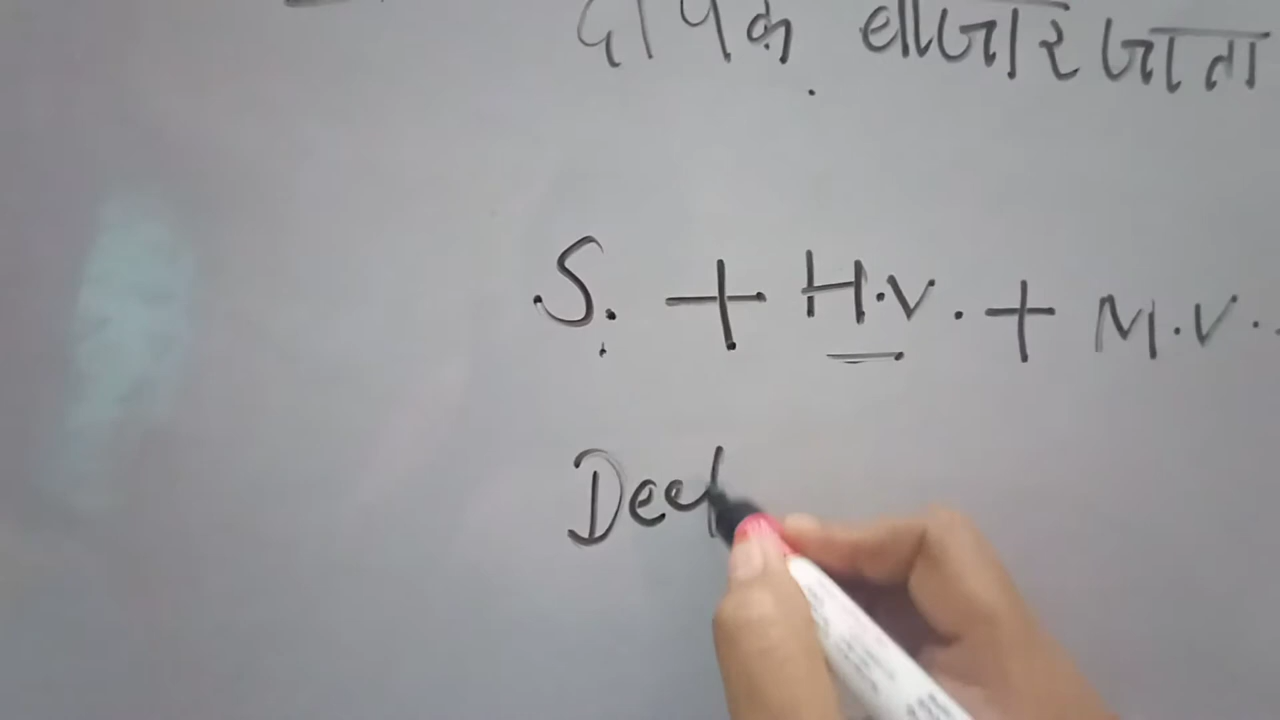 दीपक बाजार जाता
S. + H.V. + M.V.
Deep